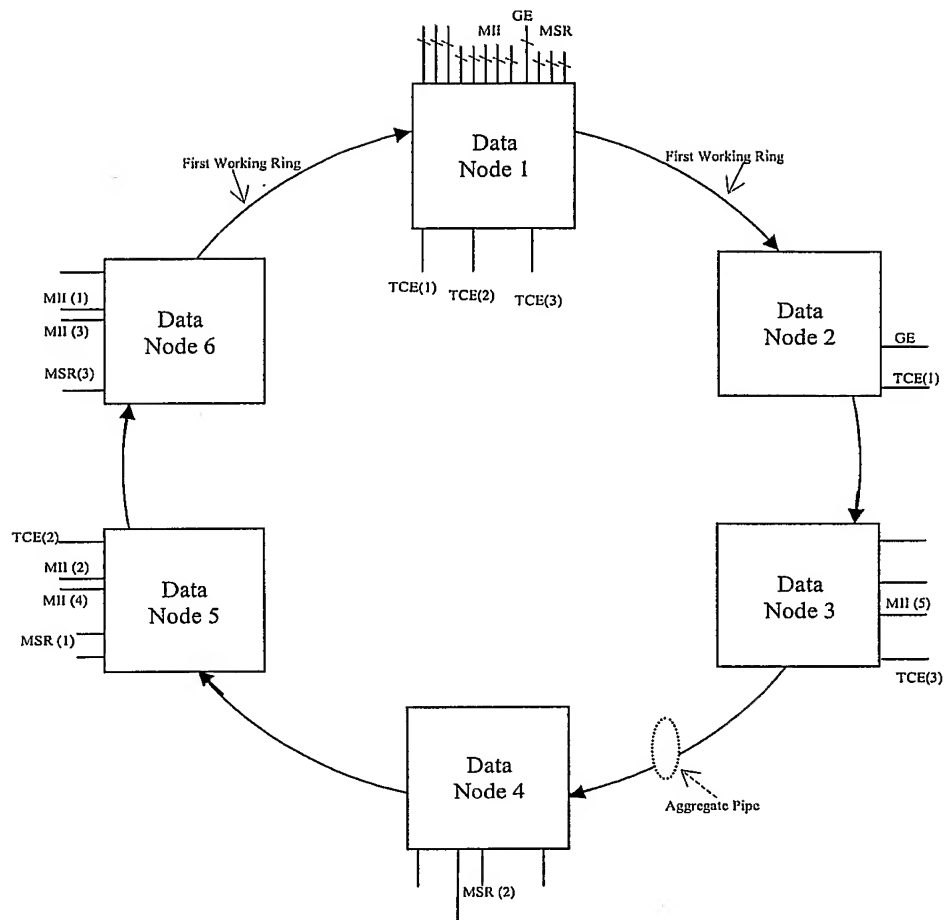 GE
MII
MSR
Data
Node 1
First Working Ring
First Working Ring
TCE(1)
TCE(2)
TCE(3)
MII (1)
MII (3)
MSR(3)
Data
Node 6
Data
Node 2
GE
TCE(1)
TCE(2)
MII (2)
MII (4)
MSR (1)
Data
Node 5
Data
Node 3
MII (5)
TCE(3)
Data
Node 4
Aggregate Pipe
MSR (2)